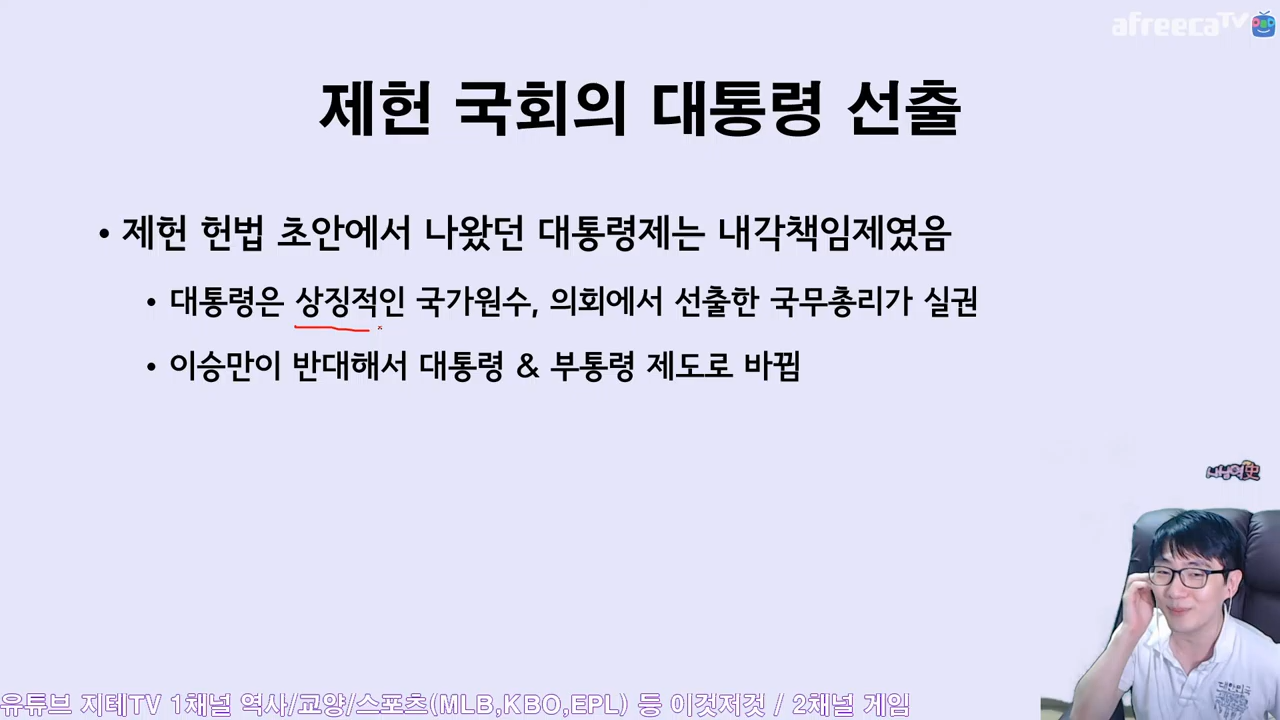 afreecaTV
제헌 국회의 대통령 선출
• 제헌 헌법 초안에서 나왔던 대통령제는 내각책임제였음
• 대통령은 상징적인 국가원수, 의회에서 선출한 국무총리가 실권
• 이승만이 반대해서 대통령 & 부통령 제도로 바뀜
유튜브 지테TV 1채널 역사/교양/스포츠(MLB,KBO,EPL) 등 이것저것 / 2채널 게임